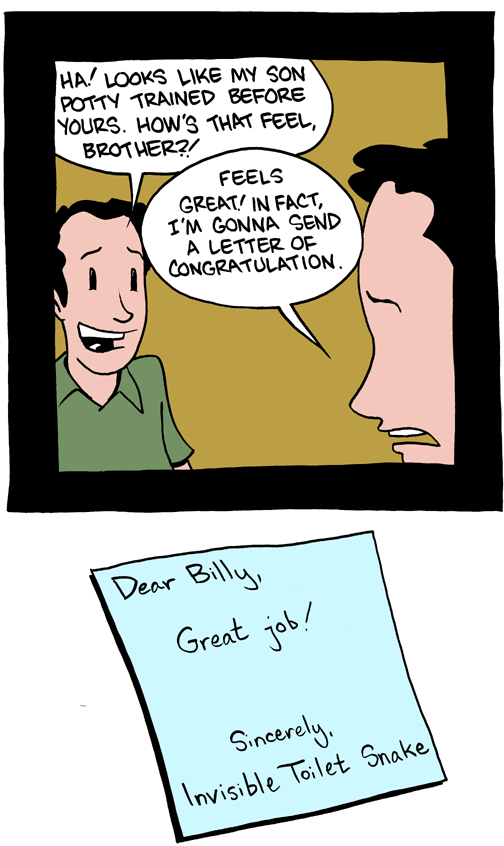 HA! LOOKS LIKE MY SON
POTTY TRAINED BEFORE
YOURS. HOW'S THAT FEEL,
BROTHER?!
FEELS
GREAT! IN FACT,
I'M GONNA SEND
A LETTER OF
CONGRATULATION.
Dear Billy,
Great job!
Sincerely,
Invisible Toilet Snake